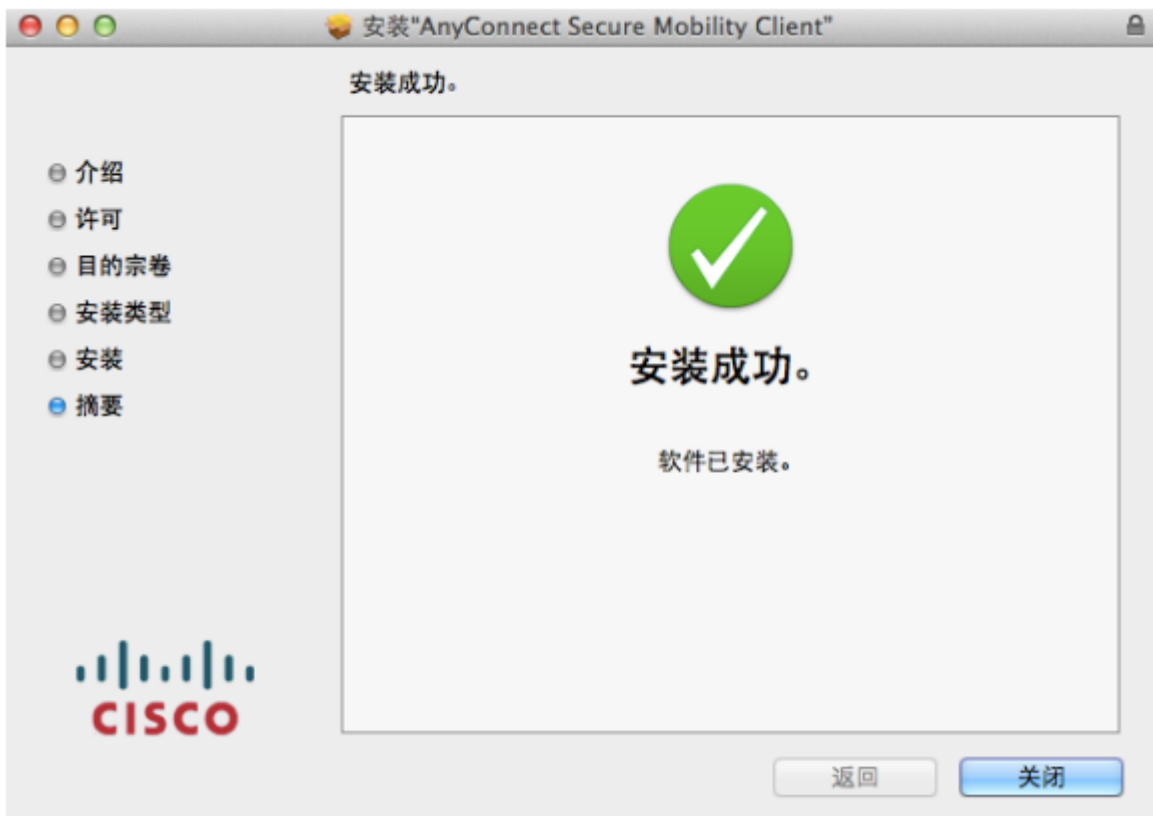 安装"AnyConnect Secure Mobility Client"
安装成功。
介绍
许可
目的宗卷
安装类型
安装
摘要
安装成功。
软件已安装。
CISCO
返回
关闭